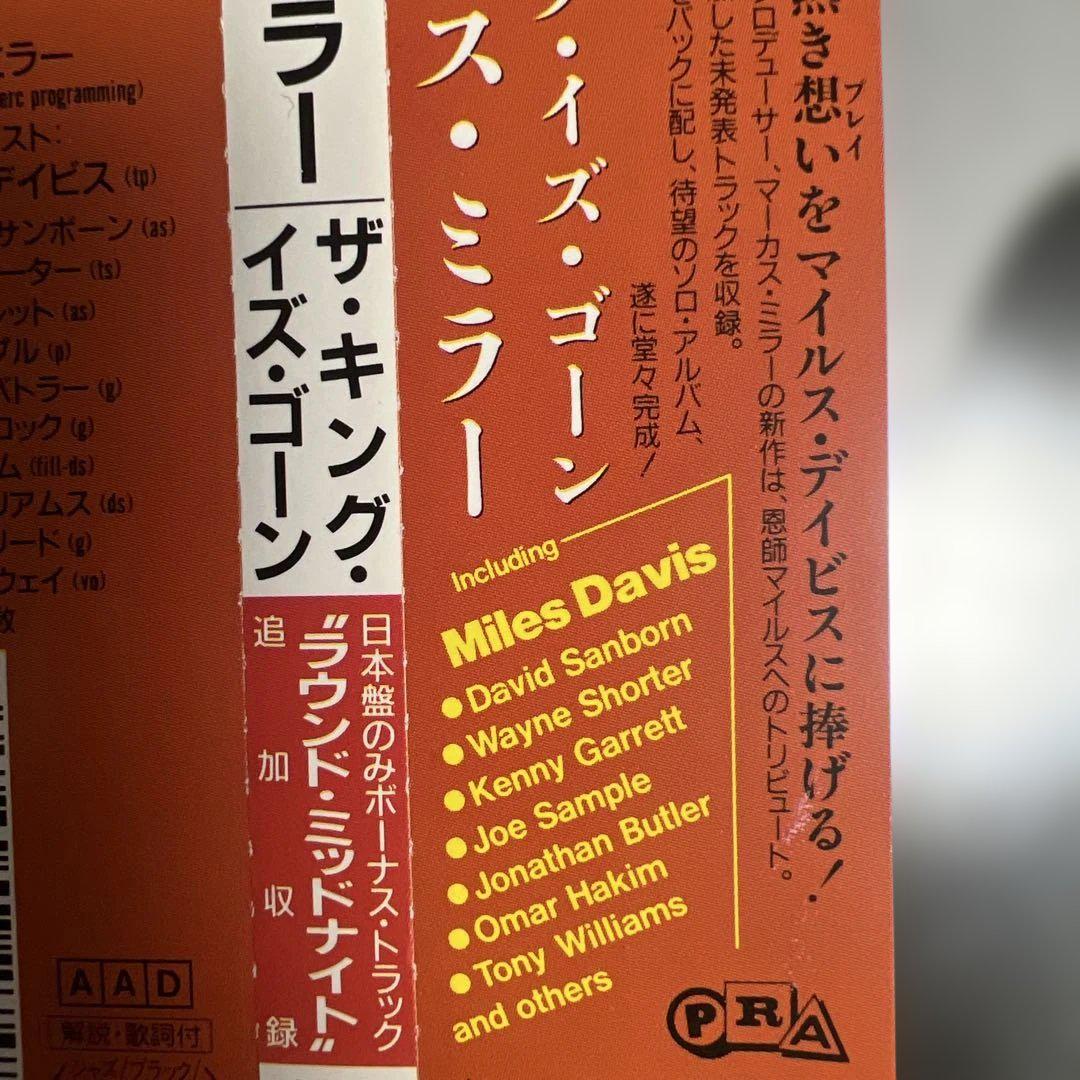 熱き想いをマイルス・デイビスに捧げる!
プレイ
ロデューサー、マーカス・ミラーの新作は、恩師マイルスへのトリビュート。
した未発表トラックを収録。
バックに配し、待望のソロ・アルバム、
遂に堂々完成!
・イズ・ゴーン
ス・ミラー
Including
Miles Davis
●David Sanborn
●Wayne Shorter
●Kenny Garrett
●Joe Sample
●Jonathan Butler
●Omar Hakim
●Tony Williams
and others
PRA
ラー
ザ・キング・
イズ・ゴーン
日本盤のみボーナス・トラック
"ラウンド・ミッドナイト"
追加収録
ミラー
erc programming)
スト:
デイビス (tp)
サンボーン (as)
ーター (ts)
レット (as)
プル (p)
トラー (g)
ロック (g)
ム (fill-ds)
リアムス (ds)
リード (g)
ウェイ (vo)
AAD
解説・歌詞付
ジャズ/ブラック/